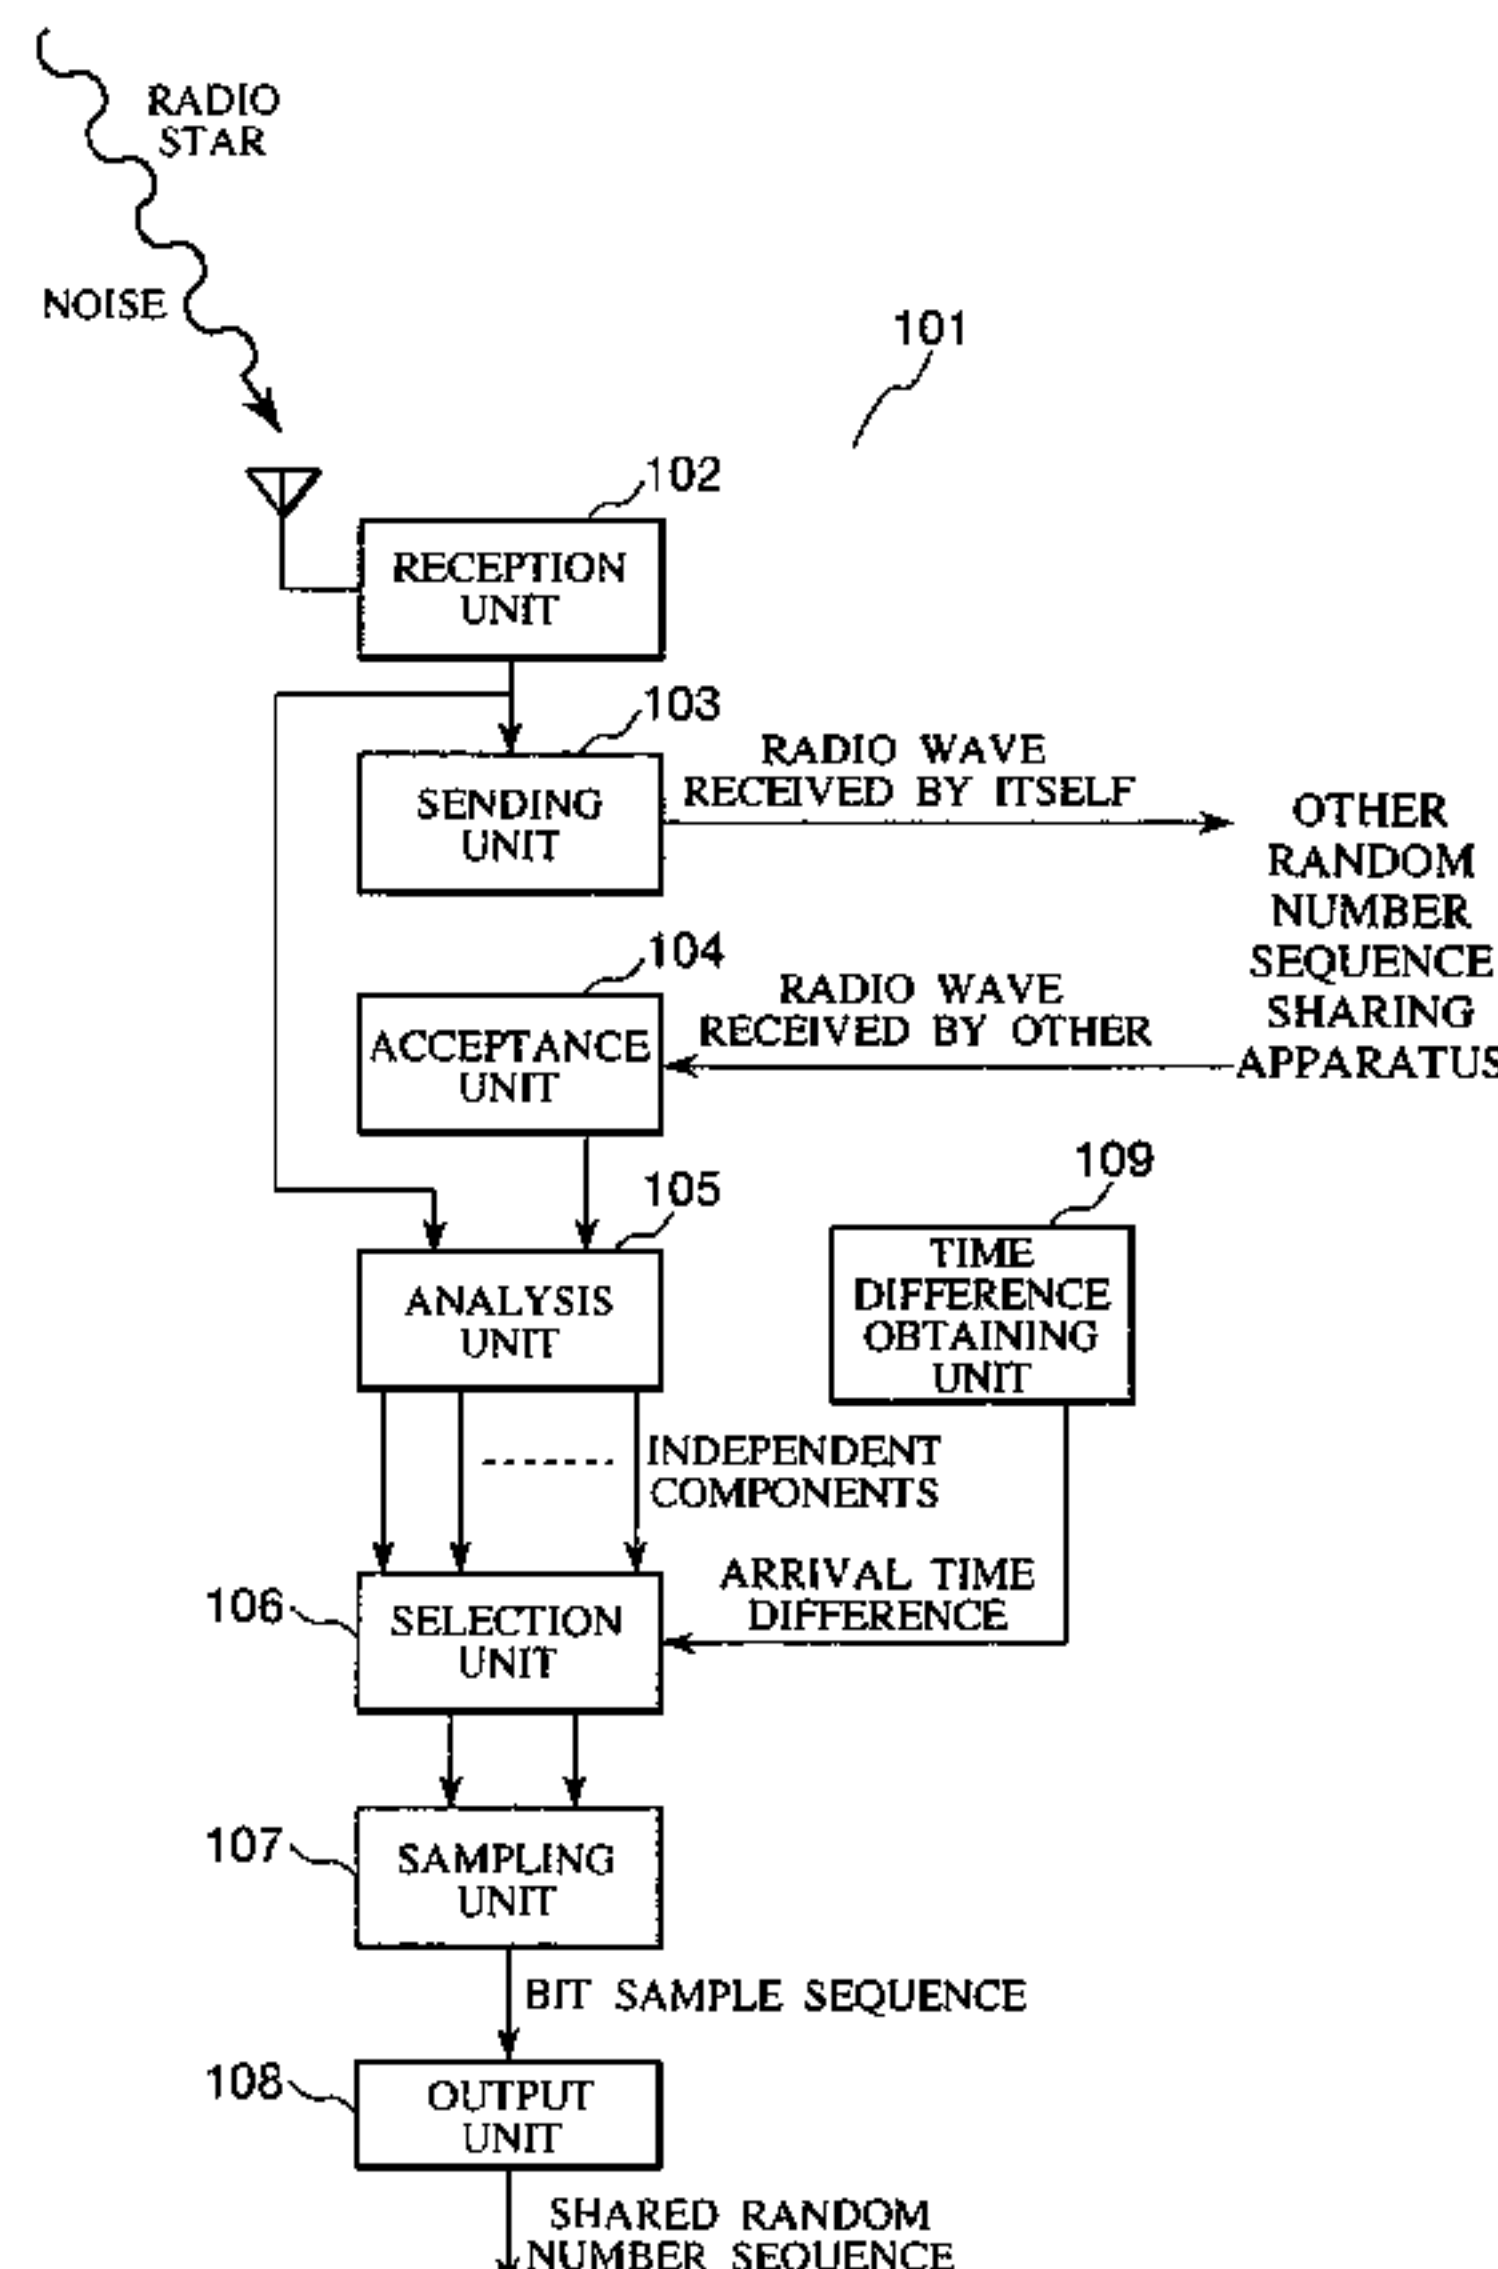 RADIO
STAR
NOISE
101
102
RECEPTION
UNIT
103
SENDING
UNIT
RADIO WAVE
RECEIVED BY ITSELF
OTHER
RANDOM
NUMBER
SEQUENCE
SHARING
APPARATUS
104
ACCEPTANCE
UNIT
RADIO WAVE
RECEIVED BY OTHER
105
ANALYSIS
UNIT
109
TIME
DIFFERENCE
OBTAINING
UNIT
INDEPENDENT
COMPONENTS
ARRIVAL TIME
DIFFERENCE
106
SELECTION
UNIT
107
SAMPLING
UNIT
BIT SAMPLE SEQUENCE
108
OUTPUT
UNIT
SHARED RANDOM
NUMBER SEQUENCE